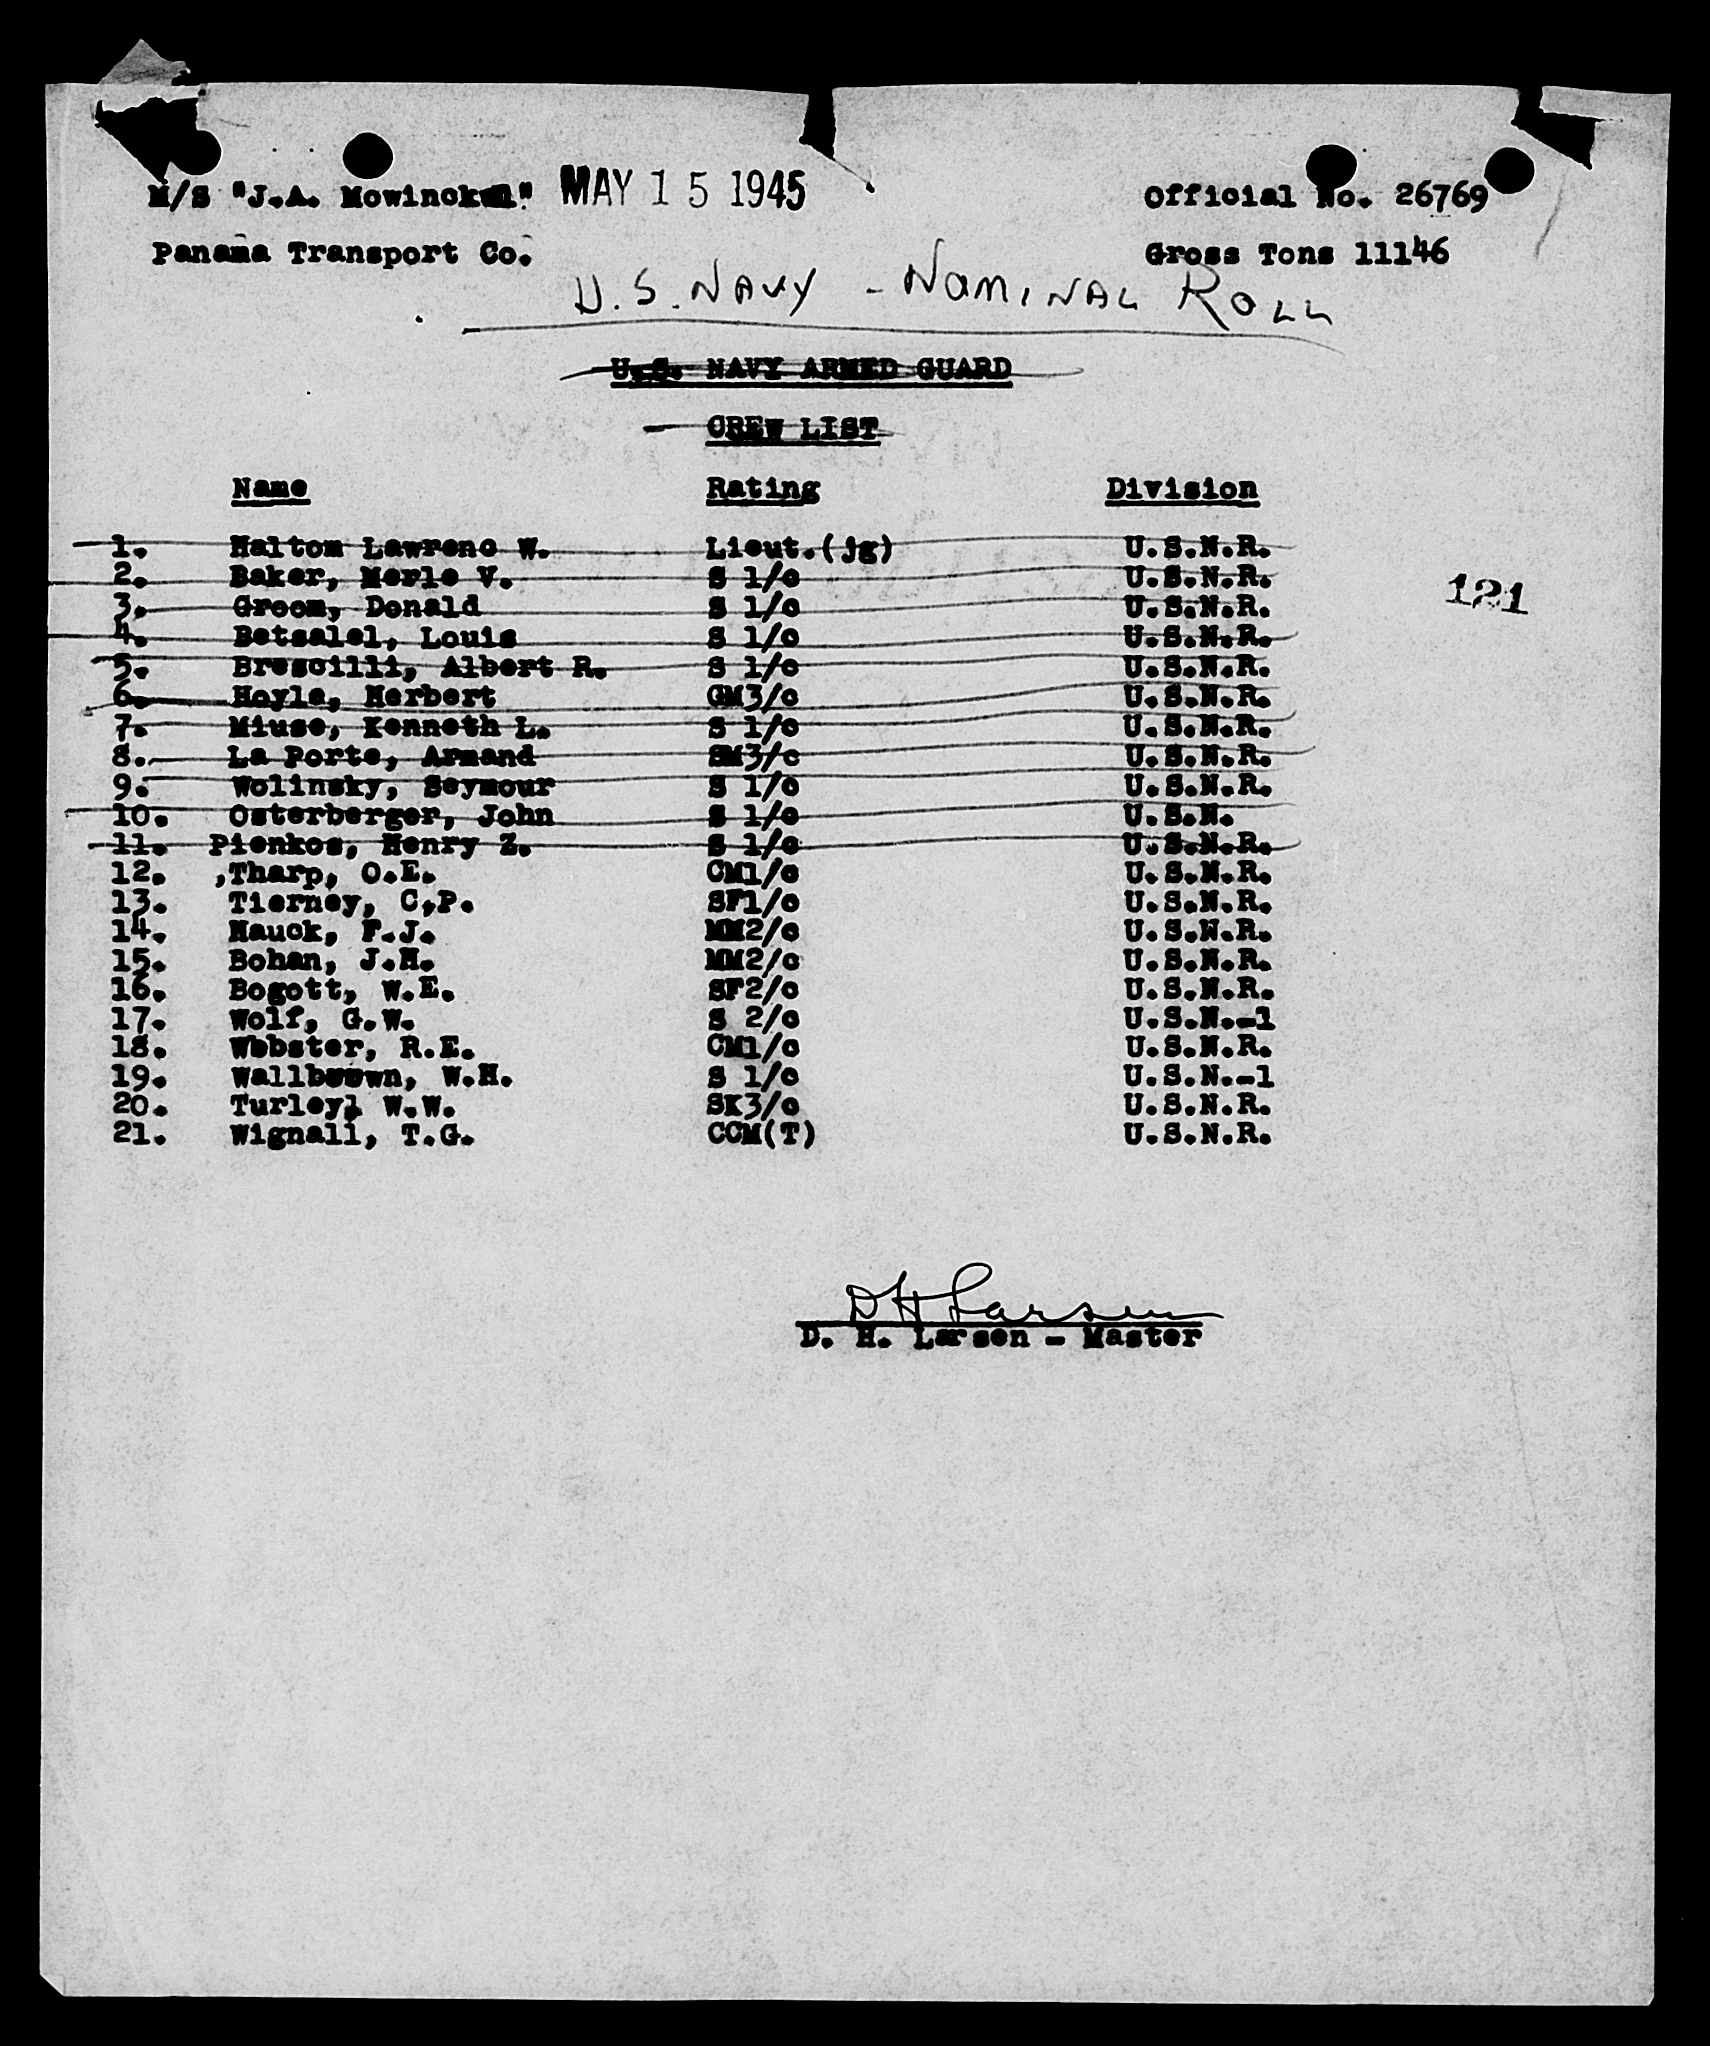 M/S "J.A. Mowinckel" MAY 15 1945 Official No. 26769
Panama Transport Co. Gross Tons 11146
U.S. NAVY - NOMINAL ROLL
U.S. NAVY ARMED GUARD
CREW LIST
Name Rating Division
1. Haltom Lawrenc W. Lieut.(jg) U.S.N.R.
2. Baker, Merle V. S 1/c U.S.N.R.
3. Groom, Donald S 1/c U.S.N.R.
121
4. Betsalel, Louis S 1/c U.S.N.R.
5. Brescilli, Albert R. S 1/c U.S.N.R.
6. Hoyle, Herbert GM3/c U.S.N.R.
7. Miuse, Kenneth L. S 1/c U.S.N.R.
8. La Porte, Armand SM3/c U.S.N.R.
9. Wolinsky, Seymour S 1/c U.S.N.R.
10. Osterberger, John S 1/c U.S.N.
11. Pienkos, Henry Z. S 1/c U.S.N.R.
12. ,Tharp, O.E. CM1/c U.S.N.R.
13. Tierney, C,P. SF1/c U.S.N.R.
14. Hauck, F.J. MM2/c U.S.N.R.
15. Bohan, J.H. MM2/c U.S.N.R.
16. Bogott, W.E. SF2/c U.S.N.R.
17. Wolf, G.W. S 2/c U.S.N.-1
18. Wbbster, R.E. CM1/c U.S.N.R.
19. W.H. S 1/c U.S.N.-1
20. Turley, W.W. SK3/c U.S.N.R.
21. Wignall, T.G. CCM(T) U.S.N.R.
D H Larsen
D. H. Larsen - Master